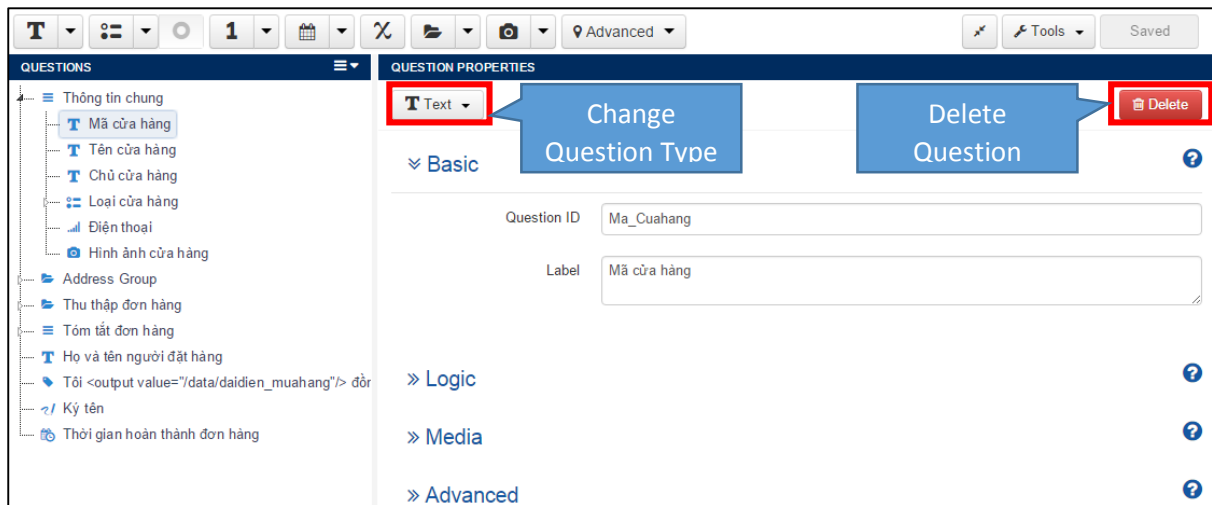 T 1 Advanced Tools Saved
QUESTIONS
Thông tin chung
T Mã cửa hàng
T Tên cửa hàng
T Chủ cửa hàng
Loại cửa hàng
Điện thoại
Hình ảnh cửa hàng
Address Group
Thu thập đơn hàng
Tóm tắt đơn hàng
T Họ và tên người đặt hàng
Tôi <output value="/data/daidien_muahang"/> đồn
Ký tên
Thời gian hoàn thành đơn hàng
QUESTION PROPERTIES
T Text
Change
Question Type
Delete
Question
Delete
Basic
Question ID Ma_Cuahang
Label Mã cửa hàng
Logic
Media
Advanced